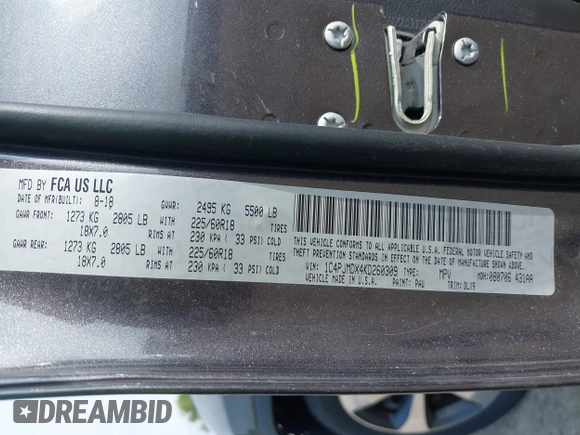 MFD BY FCA US LLC
DATE OF MFR(BUILT): 8-18 GVWR: 2495 KG 5500 LB
GAWR FRONT: 1273 KG 2805 LB WITH 225/60R18 TIRES
18X7.0 RIMS AT 230 KPA ( 33 PSI) COLD
GAWR REAR: 1273 KG 2805 LB WITH 225/60R18 TIRES
18X7.0 RIMS AT 230 KPA ( 33 PSI) COLD
THIS VEHICLE CONFORMS TO ALL APPLICABLE U.S.A. FEDERAL MOTOR VEHICLE SAFETY AND
THEFT PREVENTION STANDARDS IN EFFECT ON THE DATE OF MANUFACTURE SHOWN ABOVE.
VIN: 1C4PJMDX4KD260309 TYPE: MPV MDH: 080706 431AA
VEHICLE MADE IN U.S.A. PAINT: PAU TRIM: DLX9
DREAMBID